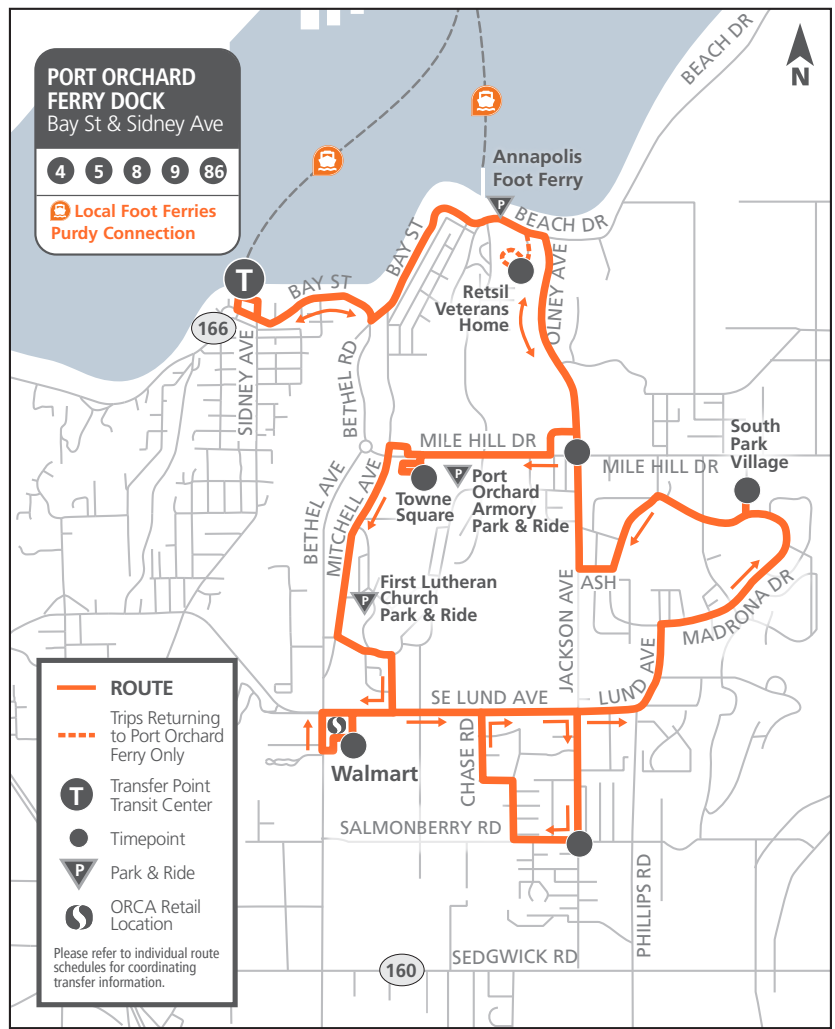 PORT ORCHARD
FERRY DOCK
Bay St & Sidney Ave
4 5 8 9 86
Local Foot Ferries
Purdy Connection
BEACH DR
N
Annapolis
Foot Ferry
P
BEACH DR
T
BAY ST
BAY ST
166
Retsil
Veterans
Home
OLNEY AVE
SIDNEY AVE
BETHEL RD
MILE HILL DR
MILE HILL DR
South
Park
Village
BETHEL AVE
MITCHELL AVE
Towne
Square
P
Port
Orchard
Armory
Park & Ride
P
First Lutheran
Church
Park & Ride
ASH
JACKSON AVE
MADRONA DR
SE LUND AVE
LUND AVE
Walmart
CHASE RD
SALMONBERRY RD
PHILLIPS RD
SEDGWICK RD
160
ROUTE
Trips Returning
to Port Orchard
Ferry Only
T
Transfer Point
Transit Center
Timepoint
P
Park & Ride
ORCA Retail
Location
Please refer to individual route
schedules for coordinating
transfer information.